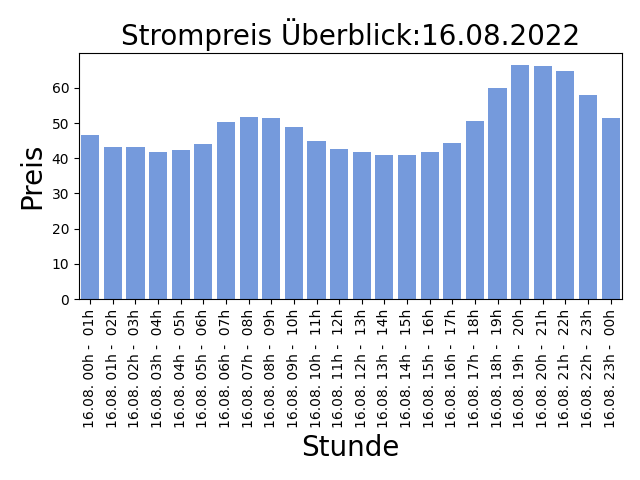 Strompreis Überblick:16.08.2022
Preis
60
50
40
30
20
10
0
16.08. 00h -   01h
16.08. 01h -   02h
16.08. 02h -   03h
16.08. 03h -   04h
16.08. 04h -   05h
16.08. 05h -   06h
16.08. 06h -   07h
16.08. 07h -   08h
16.08. 08h -   09h
16.08. 09h -   10h
16.08. 10h -   11h
16.08. 11h -   12h
16.08. 12h -   13h
16.08. 13h -   14h
16.08. 14h -   15h
16.08. 15h -   16h
16.08. 16h -   17h
16.08. 17h -   18h
16.08. 18h -   19h
16.08. 19h -   20h
16.08. 20h -   21h
16.08. 21h -   22h
16.08. 22h -   23h
16.08. 23h -   00h
Stunde